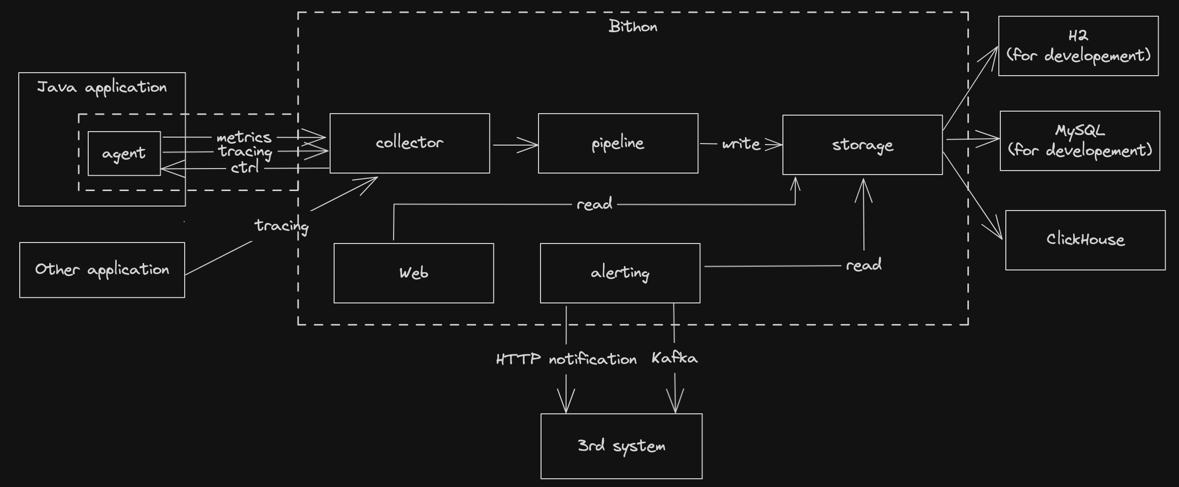 Bithon
H2
(for developement)
Java application
metrics
tracing
ctrl
agent
collector
pipeline
write
storage
MySQL
(for developement)
read
tracing
Other application
Web
alerting
read
ClickHouse
HTTP notification
Kafka
3rd system